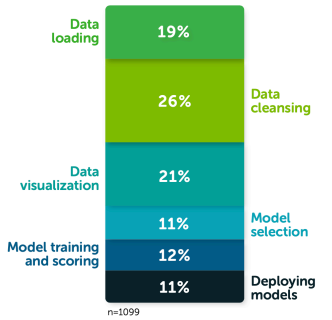 Data
loading
19%
26%
Data
cleansing
Data
visualization
21%
11%
Model
selection
Model training
and scoring
12%
11%
Deploying
models
n=1099